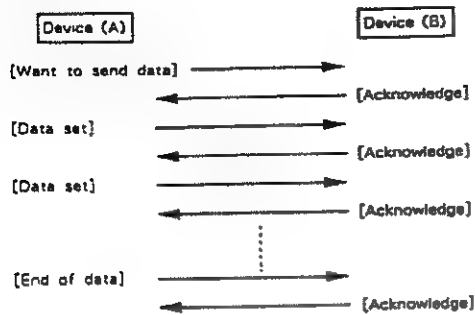 Device (A)
Device (B)
[Want to send data]
[Acknowledge]
[Data set]
[Acknowledge]
[Data set]
[Acknowledge]
[End of data]
[Acknowledge]